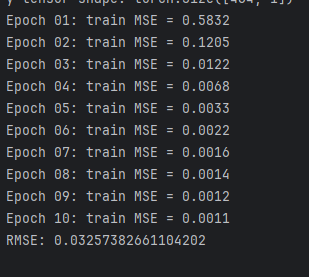 y tensor shape: torch.Size([404, 1])
Epoch 01: train MSE = 0.5832
Epoch 02: train MSE = 0.1205
Epoch 03: train MSE = 0.0122
Epoch 04: train MSE = 0.0068
Epoch 05: train MSE = 0.0033
Epoch 06: train MSE = 0.0022
Epoch 07: train MSE = 0.0016
Epoch 08: train MSE = 0.0014
Epoch 09: train MSE = 0.0012
Epoch 10: train MSE = 0.0011
RMSE: 0.03257382661104202